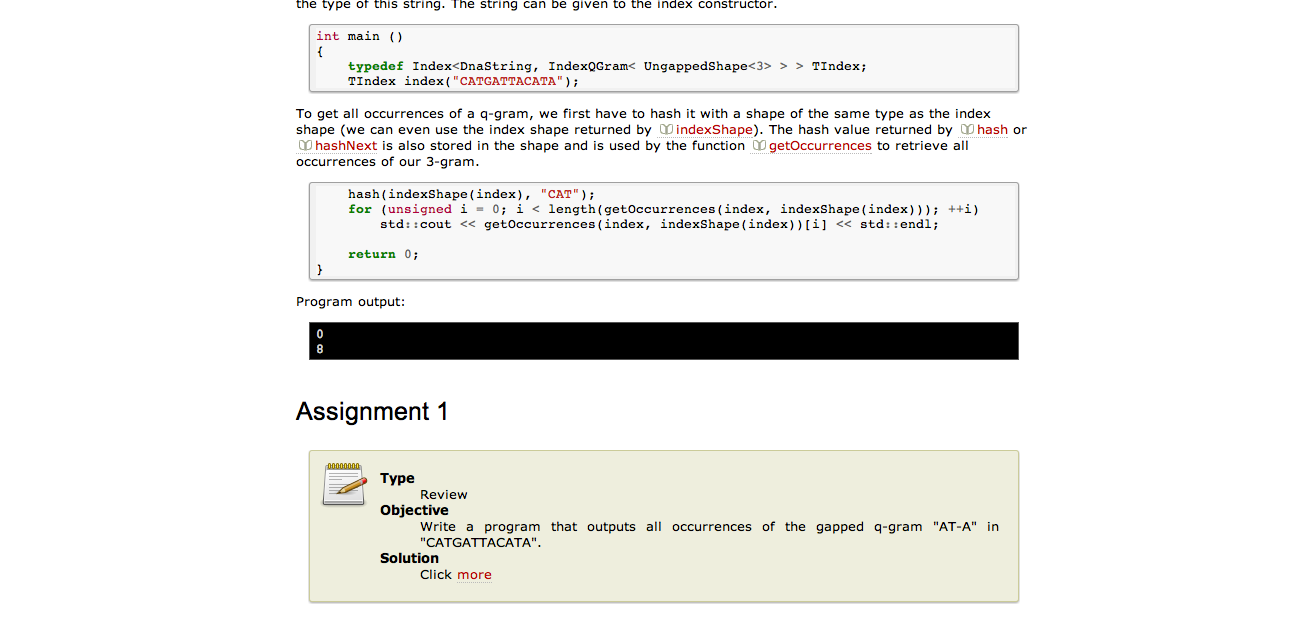 the type of this string. The string can be given to the index constructor.
int main ()
{
    typedef Index<DnaString, IndexQGram< UngappedShape<3> > > TIndex;
    TIndex index("CATGATTACATA");
To get all occurrences of a q-gram, we first have to hash it with a shape of the same type as the index
shape (we can even use the index shape returned by indexShape). The hash value returned by hash or
hashNext is also stored in the shape and is used by the function getOccurrences to retrieve all
occurrences of our 3-gram.
    hash(indexShape(index), "CAT");
    for (unsigned i = 0; i < length(getOccurrences(index, indexShape(index))); ++i)
        std::cout << getOccurrences(index, indexShape(index))[i] << std::endl;
    return 0;
}
Program output:
0
8
Assignment 1
Type
Review
Objective
Write a program that outputs all occurrences of the gapped q-gram "AT-A" in
"CATGATTACATA".
Solution
Click more